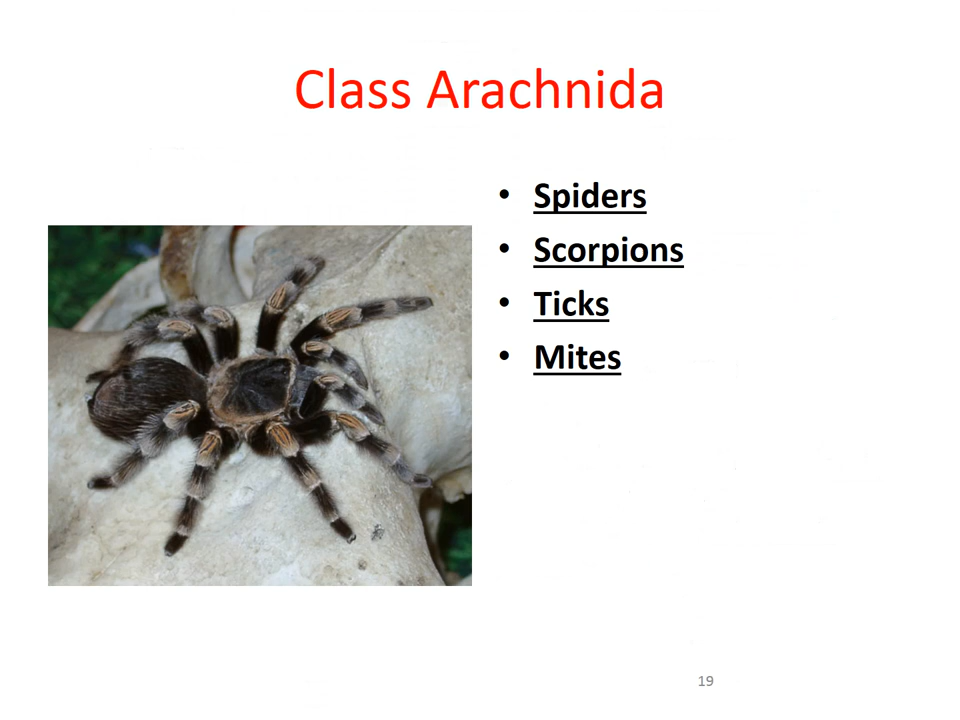 Class Arachnida
• Spiders
• Scorpions
• Ticks
• Mites
19